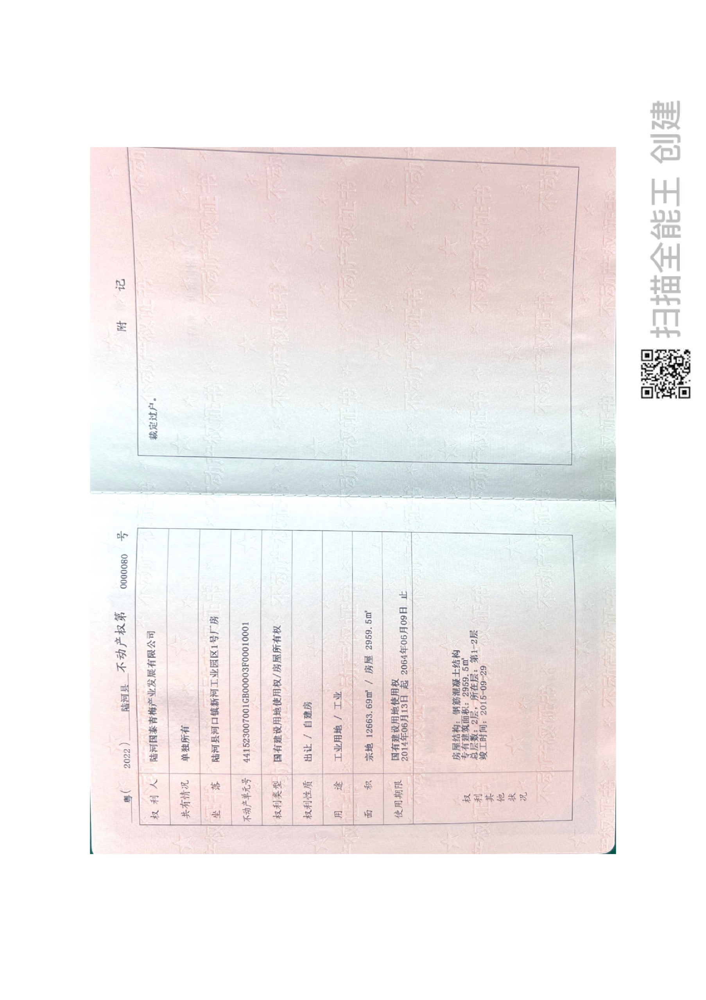 粤( 2022 ) 陆河县 不动产权第 0000080 号
权利人 陆河国泰青梅产业发展有限公司
共有情况 单独所有
坐落 陆河县河口镇新河工业园区1号厂房
不动产单元号 441523007001GB00003F00010001
权利类型 国有建设用地使用权/房屋所有权
权利性质 出让 / 自建房
用途 工业用地 / 工业
面积 宗地 12663.69㎡ / 房屋 2959.5㎡
使用期限 国有建设用地使用权
2014年06月13日 起 2064年06月09日 止
权利其他状况
房屋结构: 钢筋混凝土结构
专有建筑面积: 2959.5㎡
总层数: 2层, 所在层: 第1-2层
竣工时间: 2015-09-29
附 记
裁定过户。
扫描全能王 创建